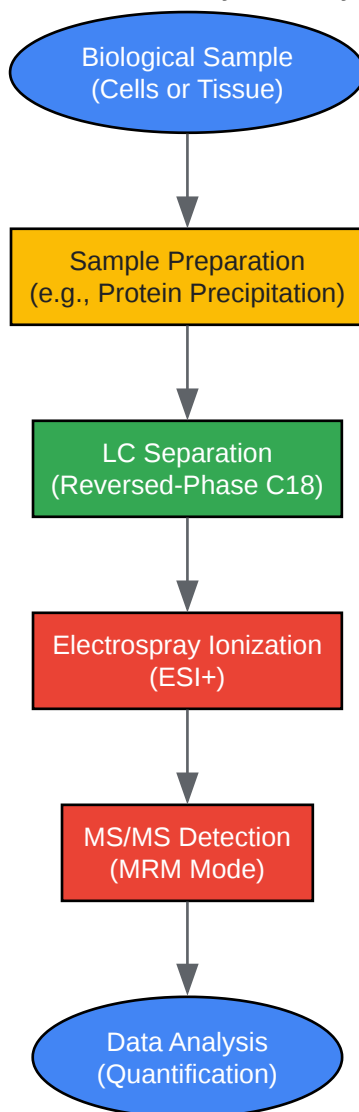 Biological Sample
(Cells or Tissue)
Sample Preparation
(e.g., Protein Precipitation)
LC Separation
(Reversed-Phase C18)
Electrospray Ionization
(ESI+)
MS/MS Detection
(MRM Mode)
Data Analysis
(Quantification)